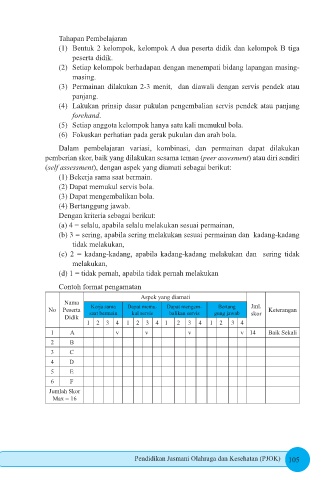 Tahapan Pembelajaran
(1) Bentuk 2 kelompok, kelompok A dua peserta didik dan kelompok B tiga
peserta didik.
(2) Setiap kelompok berhadapan dengan menempati bidang lapangan masing-
masing.
(3) Permainan dilakukan 2-3 menit, dan diawali dengan servis pendek atau
panjang.
(4) Lakukan prinsip dasar pukulan pengembalian servis pendek atau panjang
forehand.
(5) Setiap anggota kelompok hanya satu kali memukul bola.
(6) Fokuskan perhatian pada gerak pukulan dan arah bola.
Dalam pembelajaran variasi, kombinasi, dan permainan dapat dilakukan
pemberian skor, baik yang dilakukan sesama teman (peer assesment) atau diri sendiri
(self assessment), dengan aspek yang diamati sebagai berikut:
(1) Bekerja sama saat bermain.
(2) Dapat memukul servis bola.
(3) Dapat mengembalikan bola.
(4) Bertanggung jawab.
Dengan kriteria sebagai berikut:
(a) 4 = selalu, apabila selalu melakukan sesuai permainan,
(b) 3 = sering, apabila sering melakukan sesuai permainan dan kadang-kadang
tidak melakukan,
(c) 2 = kadang-kadang, apabila kadang-kadang melakukan dan sering tidak
melakukan,
(d) 1 = tidak pernah, apabila tidak pernah melakukan
Contoh format pengamatan
No Nama Peserta Didik Aspek yang diamati Jml. skor Keterangan
Kerja sama saat bermain Dapat servis Dapat servis jawab
1 2 3 4 1 2 3 4 1 2 3 4 1 2 3 4
1 A v v v v 14 Baik Sekali
2 B
3 C
4 D
5 E
6 F
Jumlah Skor
Max = 16
Pendidikan Jasmani Olahraga dan Kesehatan (PJOK) 105